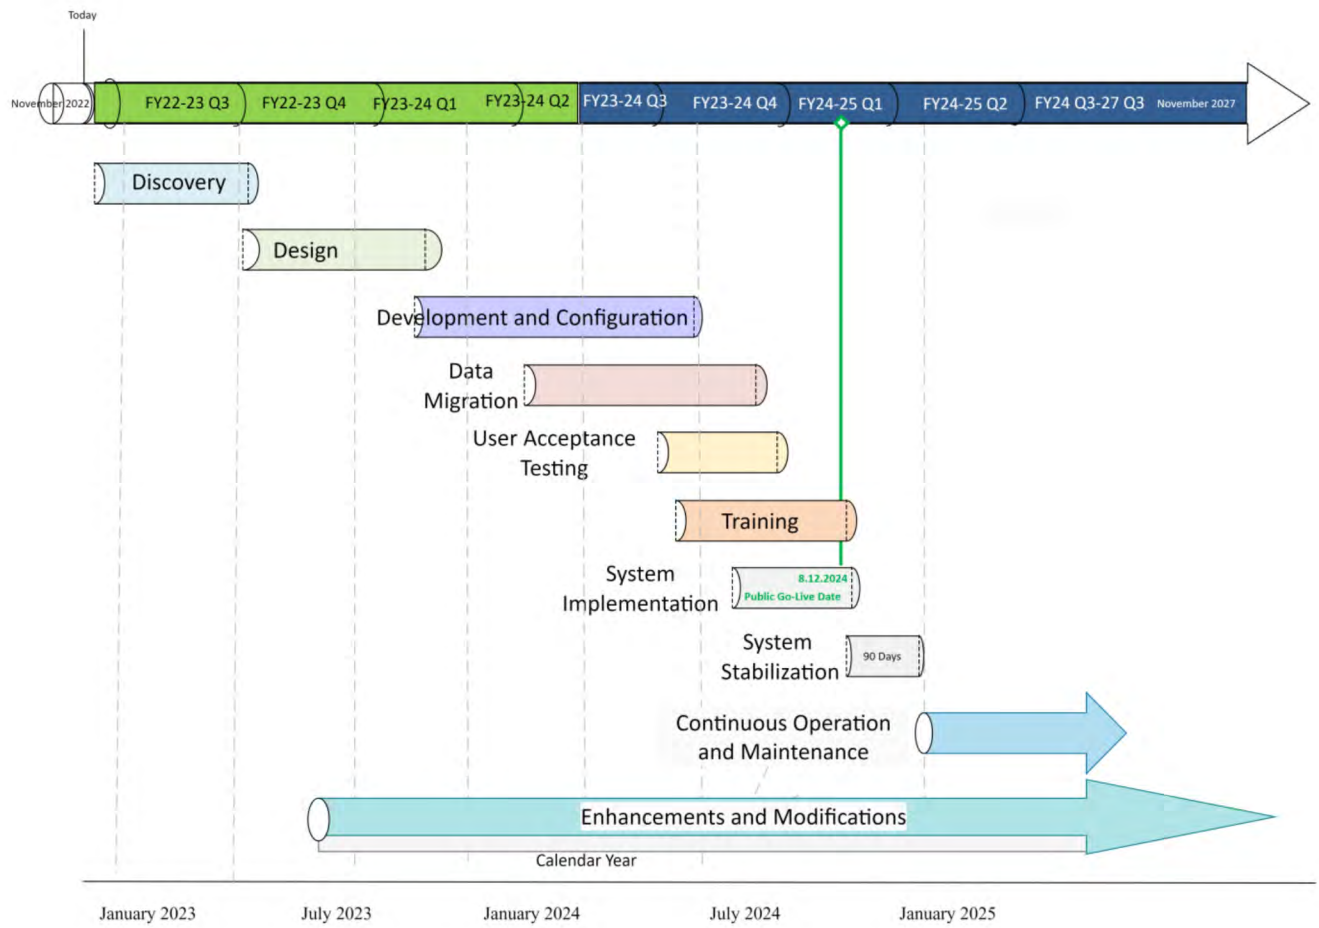 Today
November 2022
FY22-23 Q3
FY22-23 Q4
FY23-24 Q1
FY23-24 Q2
FY23-24 Q3
FY23-24 Q4
FY24-25 Q1
FY24-25 Q2
FY24 Q3-27 Q3
November 2027
Discovery
Design
Development and Configuration
Data
Migration
User Acceptance
Testing
Training
System
Implementation
8.12.2024
Public Go-Live Date
System
Stabilization
90 Days
Continuous Operation
and Maintenance
Enhancements and Modifications
Calendar Year
January 2023
July 2023
January 2024
July 2024
January 2025